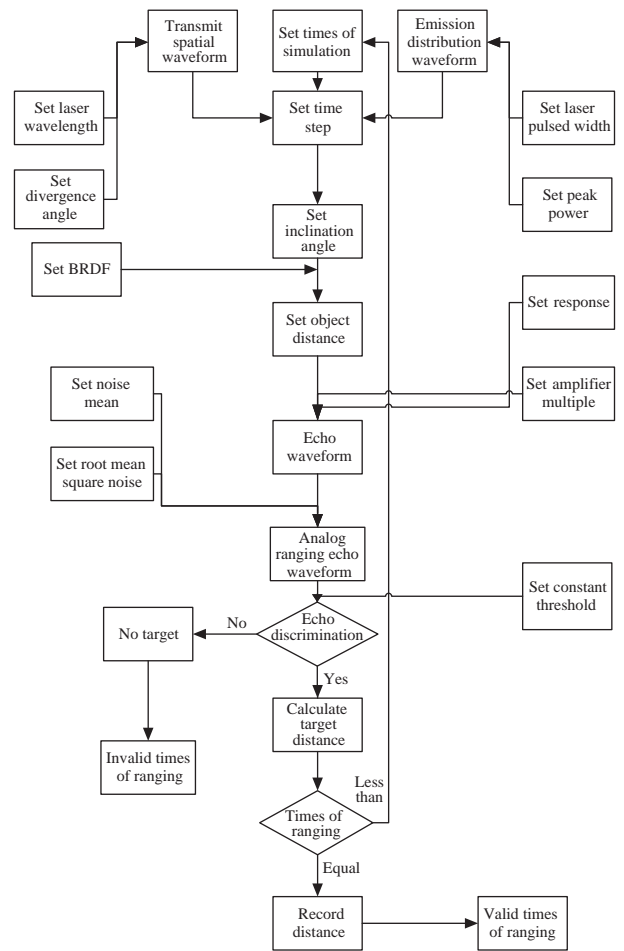 Transmit
spatial
waveform
Set times of
simulation
Emission
distribution
waveform
Set laser
wavelength
Set time
step
Set laser
pulsed width
Set
divergence
angle
Set peak
power
Set
inclination
angle
Set BRDF
Set object
distance
Set response
Set noise
mean
Set amplifier
multiple
Echo
waveform
Set root mean
square noise
Analog
ranging echo
waveform
Set constant
threshold
No target
No
Echo
discrimination
Yes
Calculate
target
distance
Invalid times
of ranging
Less
than
Times of
ranging
Equal
Record
distance
Valid times
of ranging